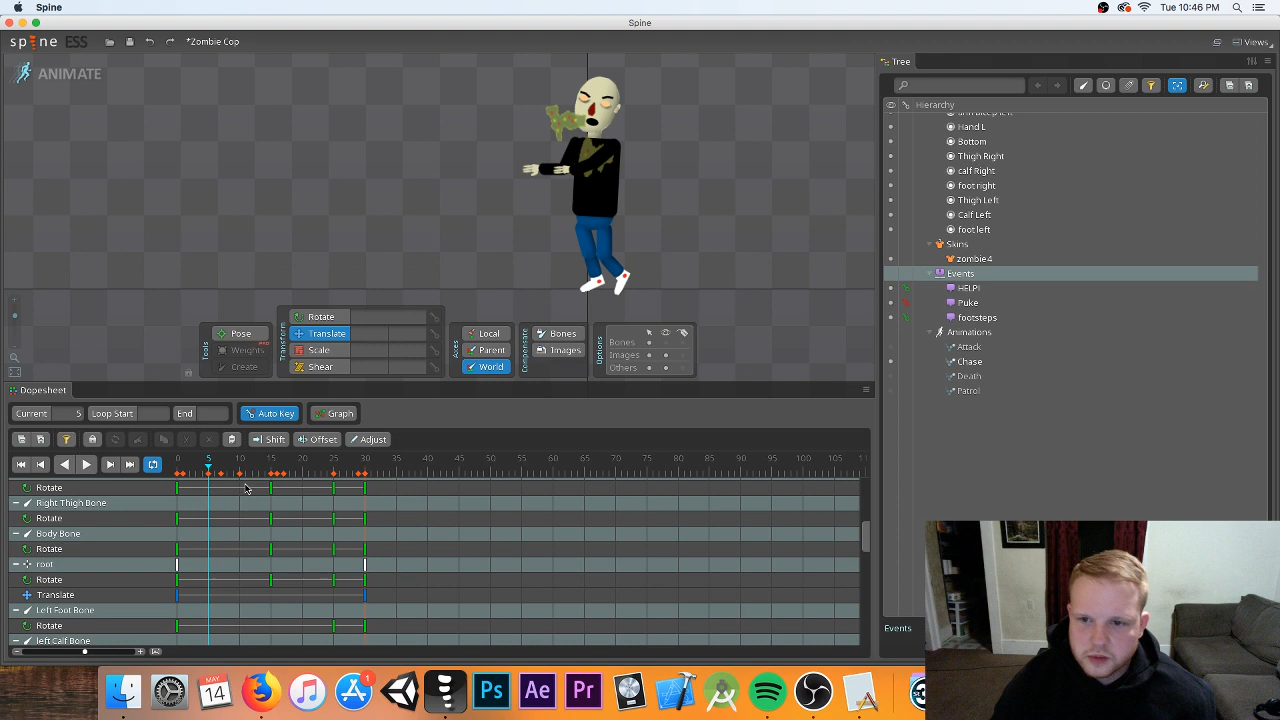 Spine
Tue 10:46 PM
Spine
spine ESS
*Zombie Cop
Views
ANIMATE
Tree
Hierarchy
Hand L
Bottom
Thigh Right
calf Right
foot right
Thigh Left
Calf Left
foot left
Skins
zombie4
Events
HELP!
Puke
footsteps
Animations
Attack
Chase
Death
Patrol
Tools
Pose
Weights
Create
Transform
Rotate
Translate
Scale
Shear
Axes
Local
Parent
World
Compensate
Bones
Images
Options
Bones
Images
Others
Dopesheet
Current 5 Loop Start End Auto Key Graph
Shift Offset Adjust
0 5 10 15 20 25 30 35 40 45 50 55 60 65 70 75 80 85 90 95 100 105
Rotate
Right Thigh Bone
Rotate
Body Bone
Rotate
root
Rotate
Translate
Left Foot Bone
Rotate
left Calf Bone
Events
MAY
14
1
Ps
Ae
Pr